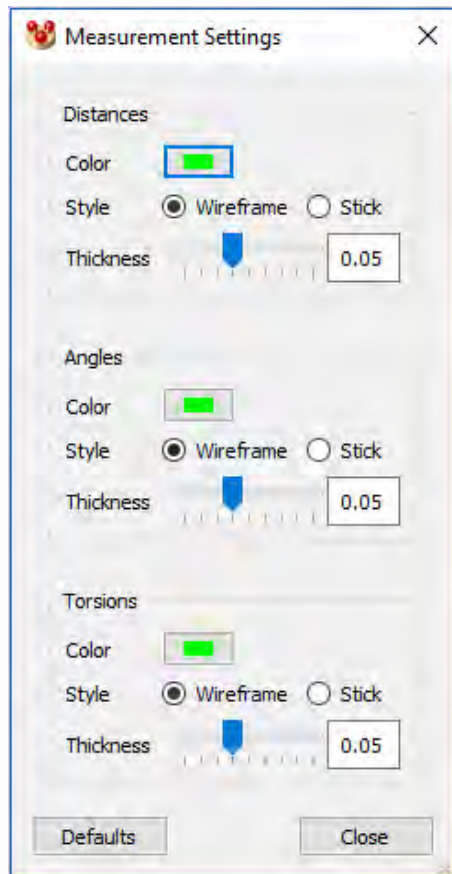 Measurement Settings
Distances
Color
Style Wireframe Stick
Thickness 0.05
Angles
Color
Style Wireframe Stick
Thickness 0.05
Torsions
Color
Style Wireframe Stick
Thickness 0.05
Defaults Close